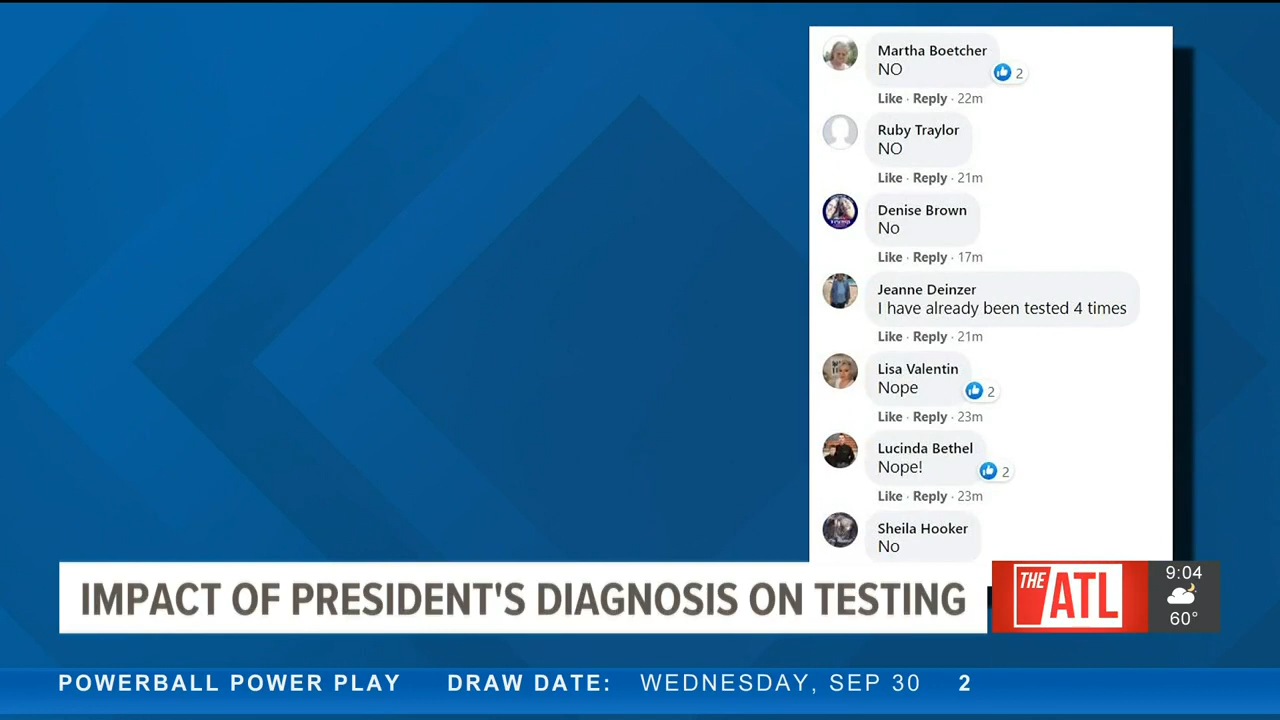 Martha Boetcher
NO
2
Like · Reply · 22m
Ruby Traylor
NO
Like · Reply · 21m
Denise Brown
No
Like · Reply · 17m
Jeanne Deinzer
I have already been tested 4 times
Like · Reply · 21m
Lisa Valentin
Nope
2
Like · Reply · 23m
Lucinda Bethel
Nope!
2
Like · Reply · 23m
Sheila Hooker
No
IMPACT OF PRESIDENT'S DIAGNOSIS ON TESTING
THE ATL
9:04
60°
POWERBALL POWER PLAY DRAW DATE: WEDNESDAY, SEP 30 2